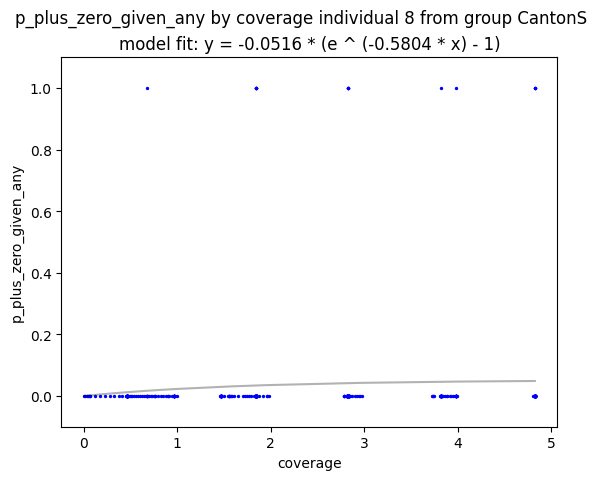 p_plus_zero_given_any by coverage individual 8 from group CantonS
model fit: y = -0.0516 * (e ^ (-0.5804 * x) - 1)
1.0
0.8
0.6
0.4
0.2
0.0
p_plus_zero_given_any
0 1 2 3 4 5
coverage